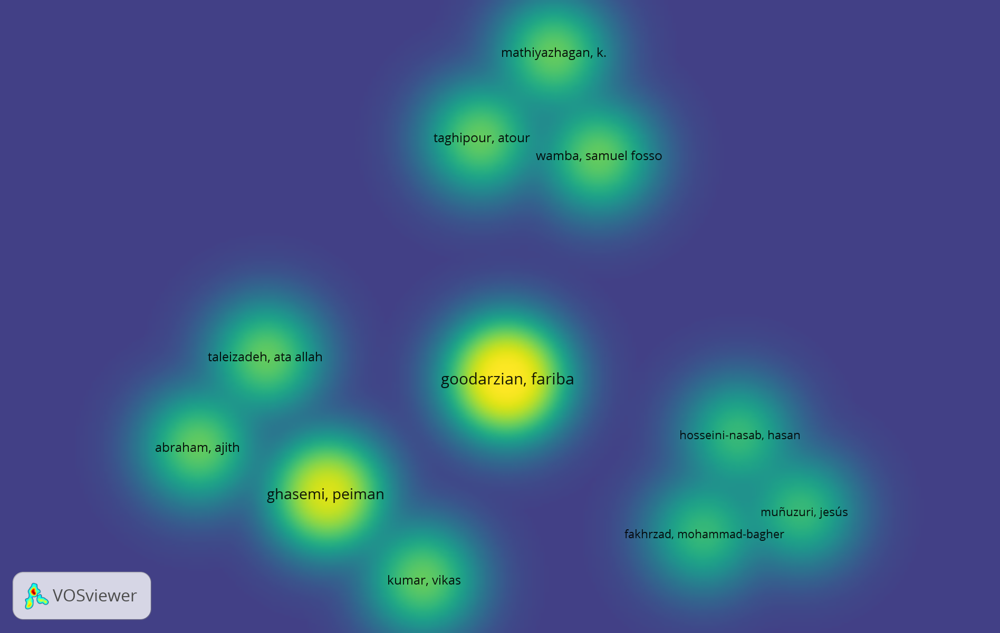 mathiyazhagan, k.
taghipour, atour
wamba, samuel fosso
taleizadeh, ata allah
goodarzian, fariba
hosseini-nasab, hasan
abraham, ajith
ghasemi, peiman
muñuzuri, jesús
fakhrzad, mohammad-bagher
kumar, vikas
VOSviewer